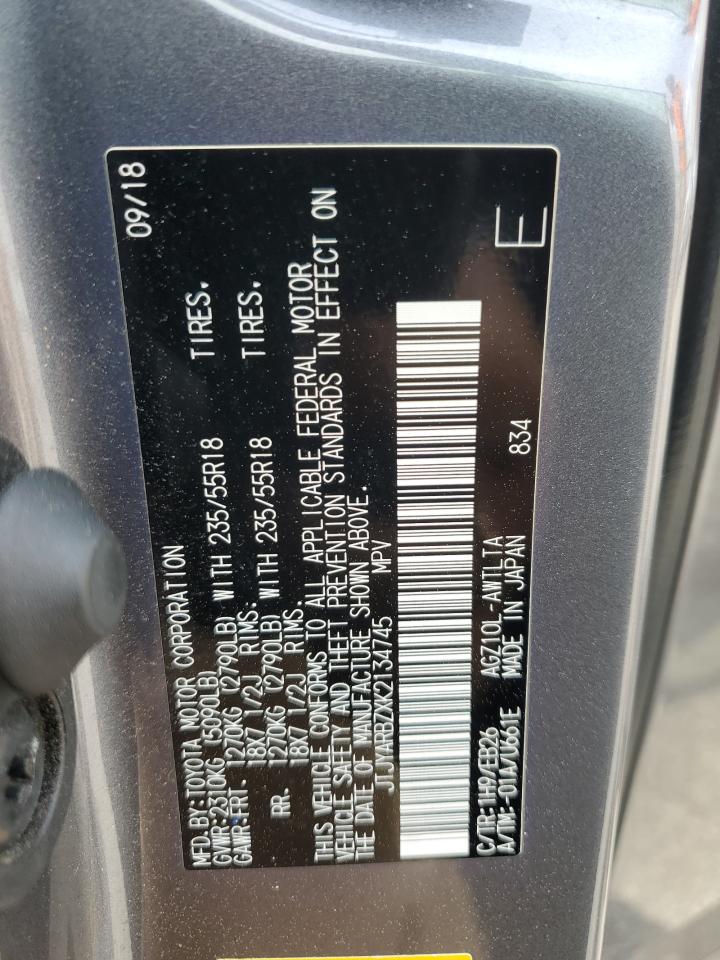 09/18
MFD. BY: TOYOTA MOTOR CORPORATION
GVWR: 2310KG (5090LB)
GAWR: FRT. 1270KG (2790LB) WITH 235/55R18 TIRES.
18X7 1/2J RIMS.
RR. 1270KG (2790LB) WITH 235/55R18 TIRES.
18X7 1/2J RIMS.
THIS VEHICLE CONFORMS TO ALL APPLICABLE FEDERAL MOTOR
VEHICLE SAFETY AND THEFT PREVENTION STANDARDS IN EFFECT ON
THE DATE OF MANUFACTURE SHOWN ABOVE.
JTJYARBZXK2134745 MPV
C/TR: 1H9/EB26 AGZ10L-AWTLTA
A/TM: -01A/U661E MADE IN JAPAN 834
E